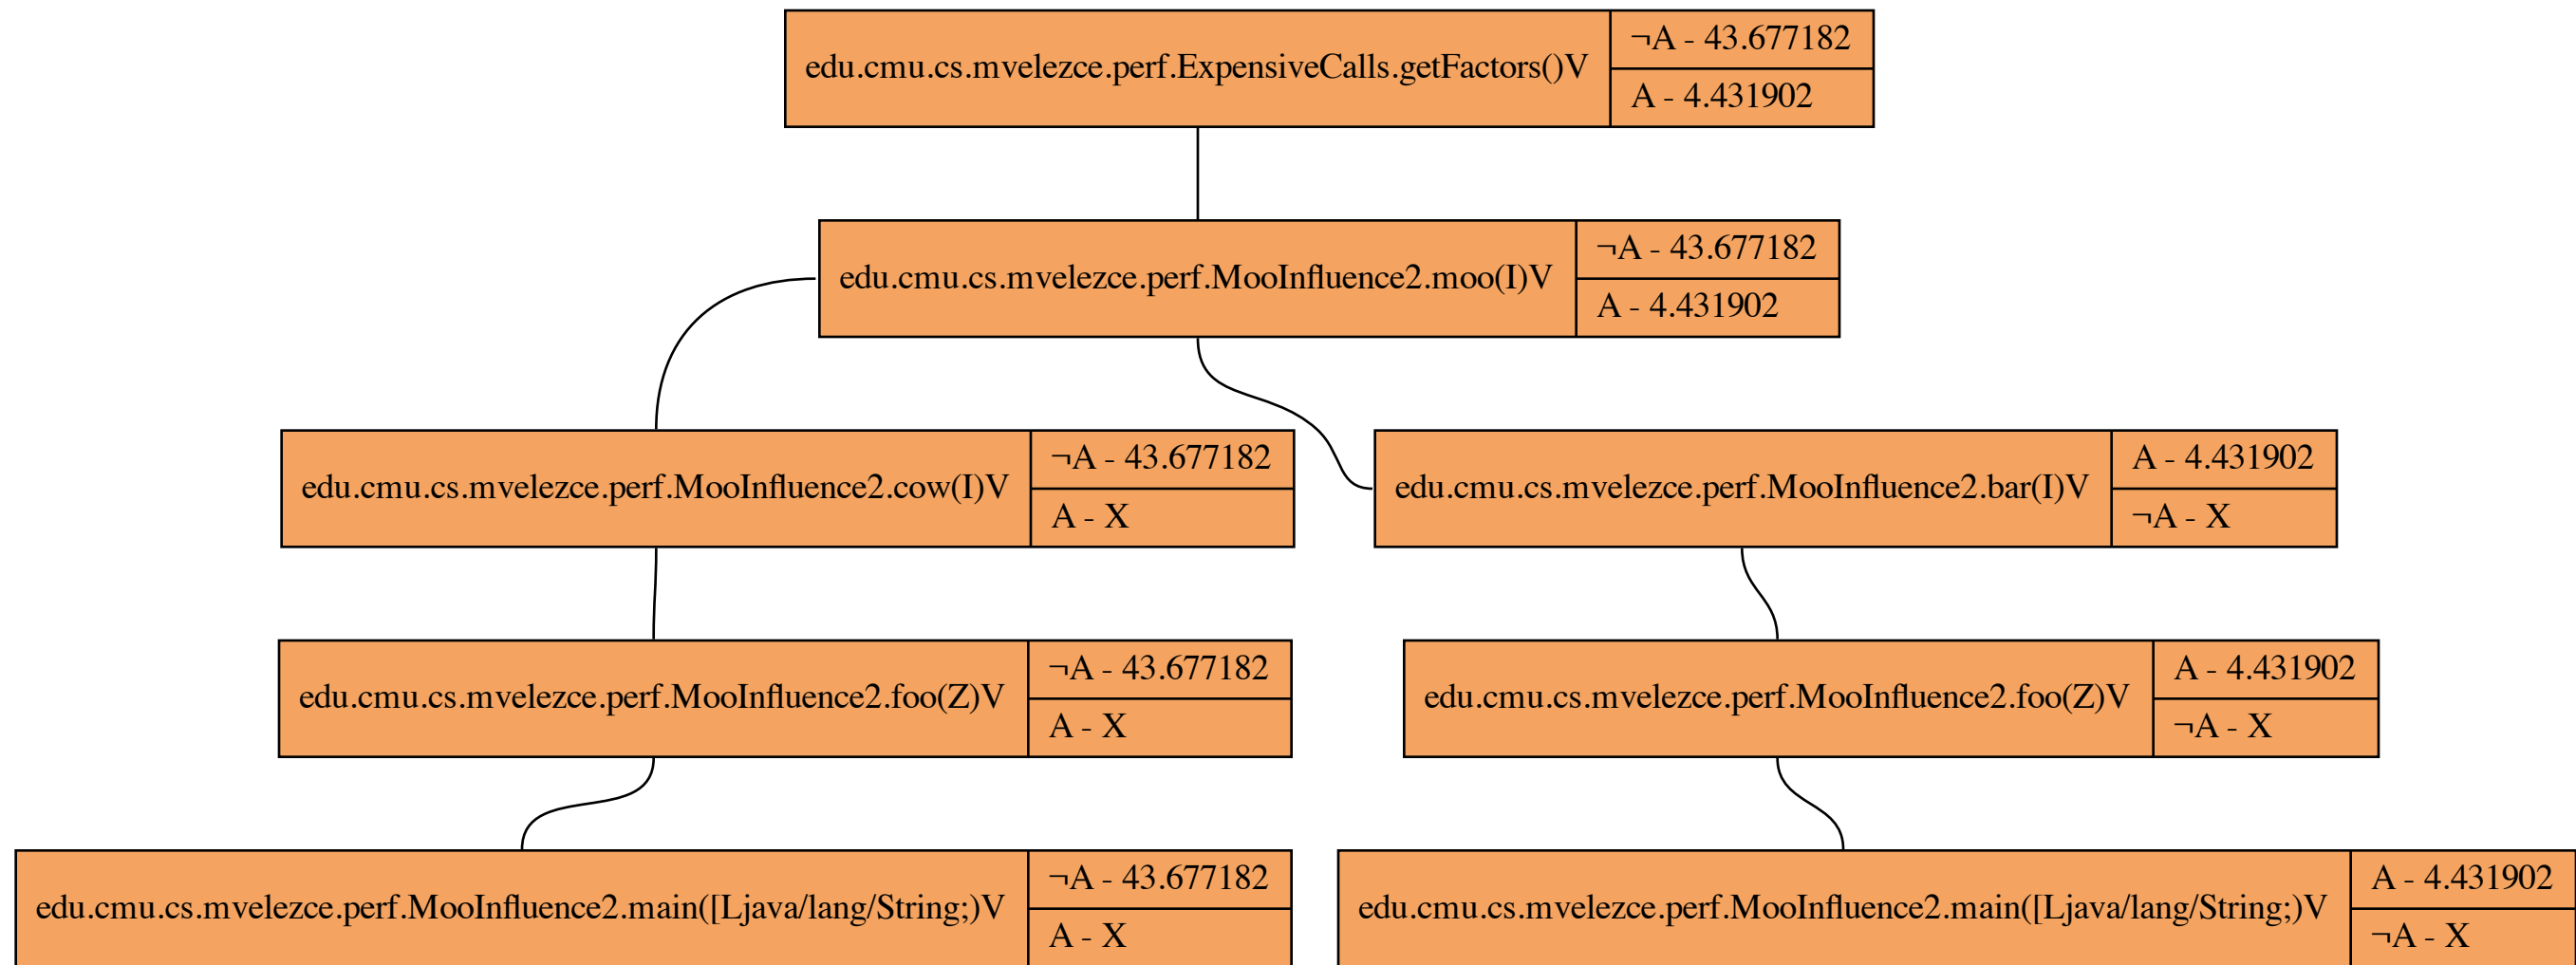 edu.cmu.cs.mvelezce.perf.ExpensiveCalls.getFactors()V
¬A - 43.677182
A - 4.431902
edu.cmu.cs.mvelezce.perf.MooInfluence2.moo(I)V
¬A - 43.677182
A - 4.431902
edu.cmu.cs.mvelezce.perf.MooInfluence2.cow(I)V
¬A - 43.677182
A - X
edu.cmu.cs.mvelezce.perf.MooInfluence2.bar(I)V
A - 4.431902
¬A - X
edu.cmu.cs.mvelezce.perf.MooInfluence2.foo(Z)V
¬A - 43.677182
A - X
edu.cmu.cs.mvelezce.perf.MooInfluence2.foo(Z)V
A - 4.431902
¬A - X
edu.cmu.cs.mvelezce.perf.MooInfluence2.main([Ljava/lang/String;)V
¬A - 43.677182
A - X
edu.cmu.cs.mvelezce.perf.MooInfluence2.main([Ljava/lang/String;)V
A - 4.431902
¬A - X